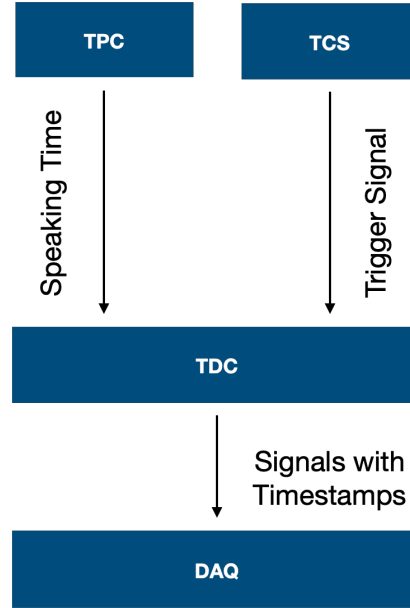 TPC
TCS
Speaking Time
Trigger Signal
TDC
Signals with
Timestamps
DAQ